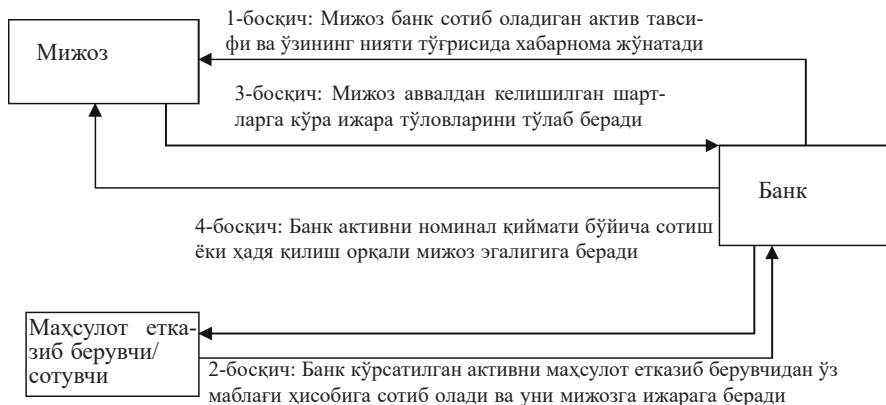 1-босқич: Мижоз банк сотиб оладиган актив тавси-
фи ва ўзининг нияти тўғрисида хабарнома жўнатади
Мижоз
3-босқич: Мижоз аввалдан келишилган шарт-
ларга кўра ижара тўловларини тўлаб беради
Банк
4-босқич: Банк активни номинал қиймати бўйича сотиш
ёки ҳадя қилиш орқали мижоз эгалигига беради
Маҳсулот етка-
зиб берувчи/
сотувчи
2-босқич: Банк кўрсатилган активни маҳсулот етказиб берувчидан ўз
маблағи ҳисобига сотиб олади ва уни мижозга ижарага беради